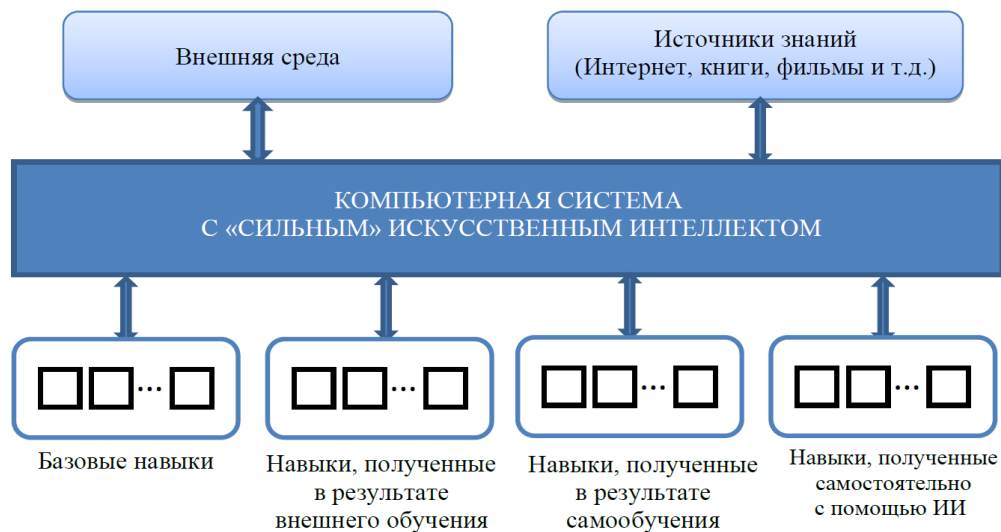 Внешняя среда
Источники знаний
(Интернет, книги, фильмы и т.д.)
КОМПЬЮТЕРНАЯ СИСТЕМА
С «СИЛЬНЫМ» ИСКУССТВЕННЫМ ИНТЕЛЛЕКТОМ
...
...
...
...
Базовые навыки
Навыки, полученные
в результате
внешнего обучения
Навыки, полученные
в результате
самообучения
Навыки, полученные
самостоятельно
с помощью ИИ